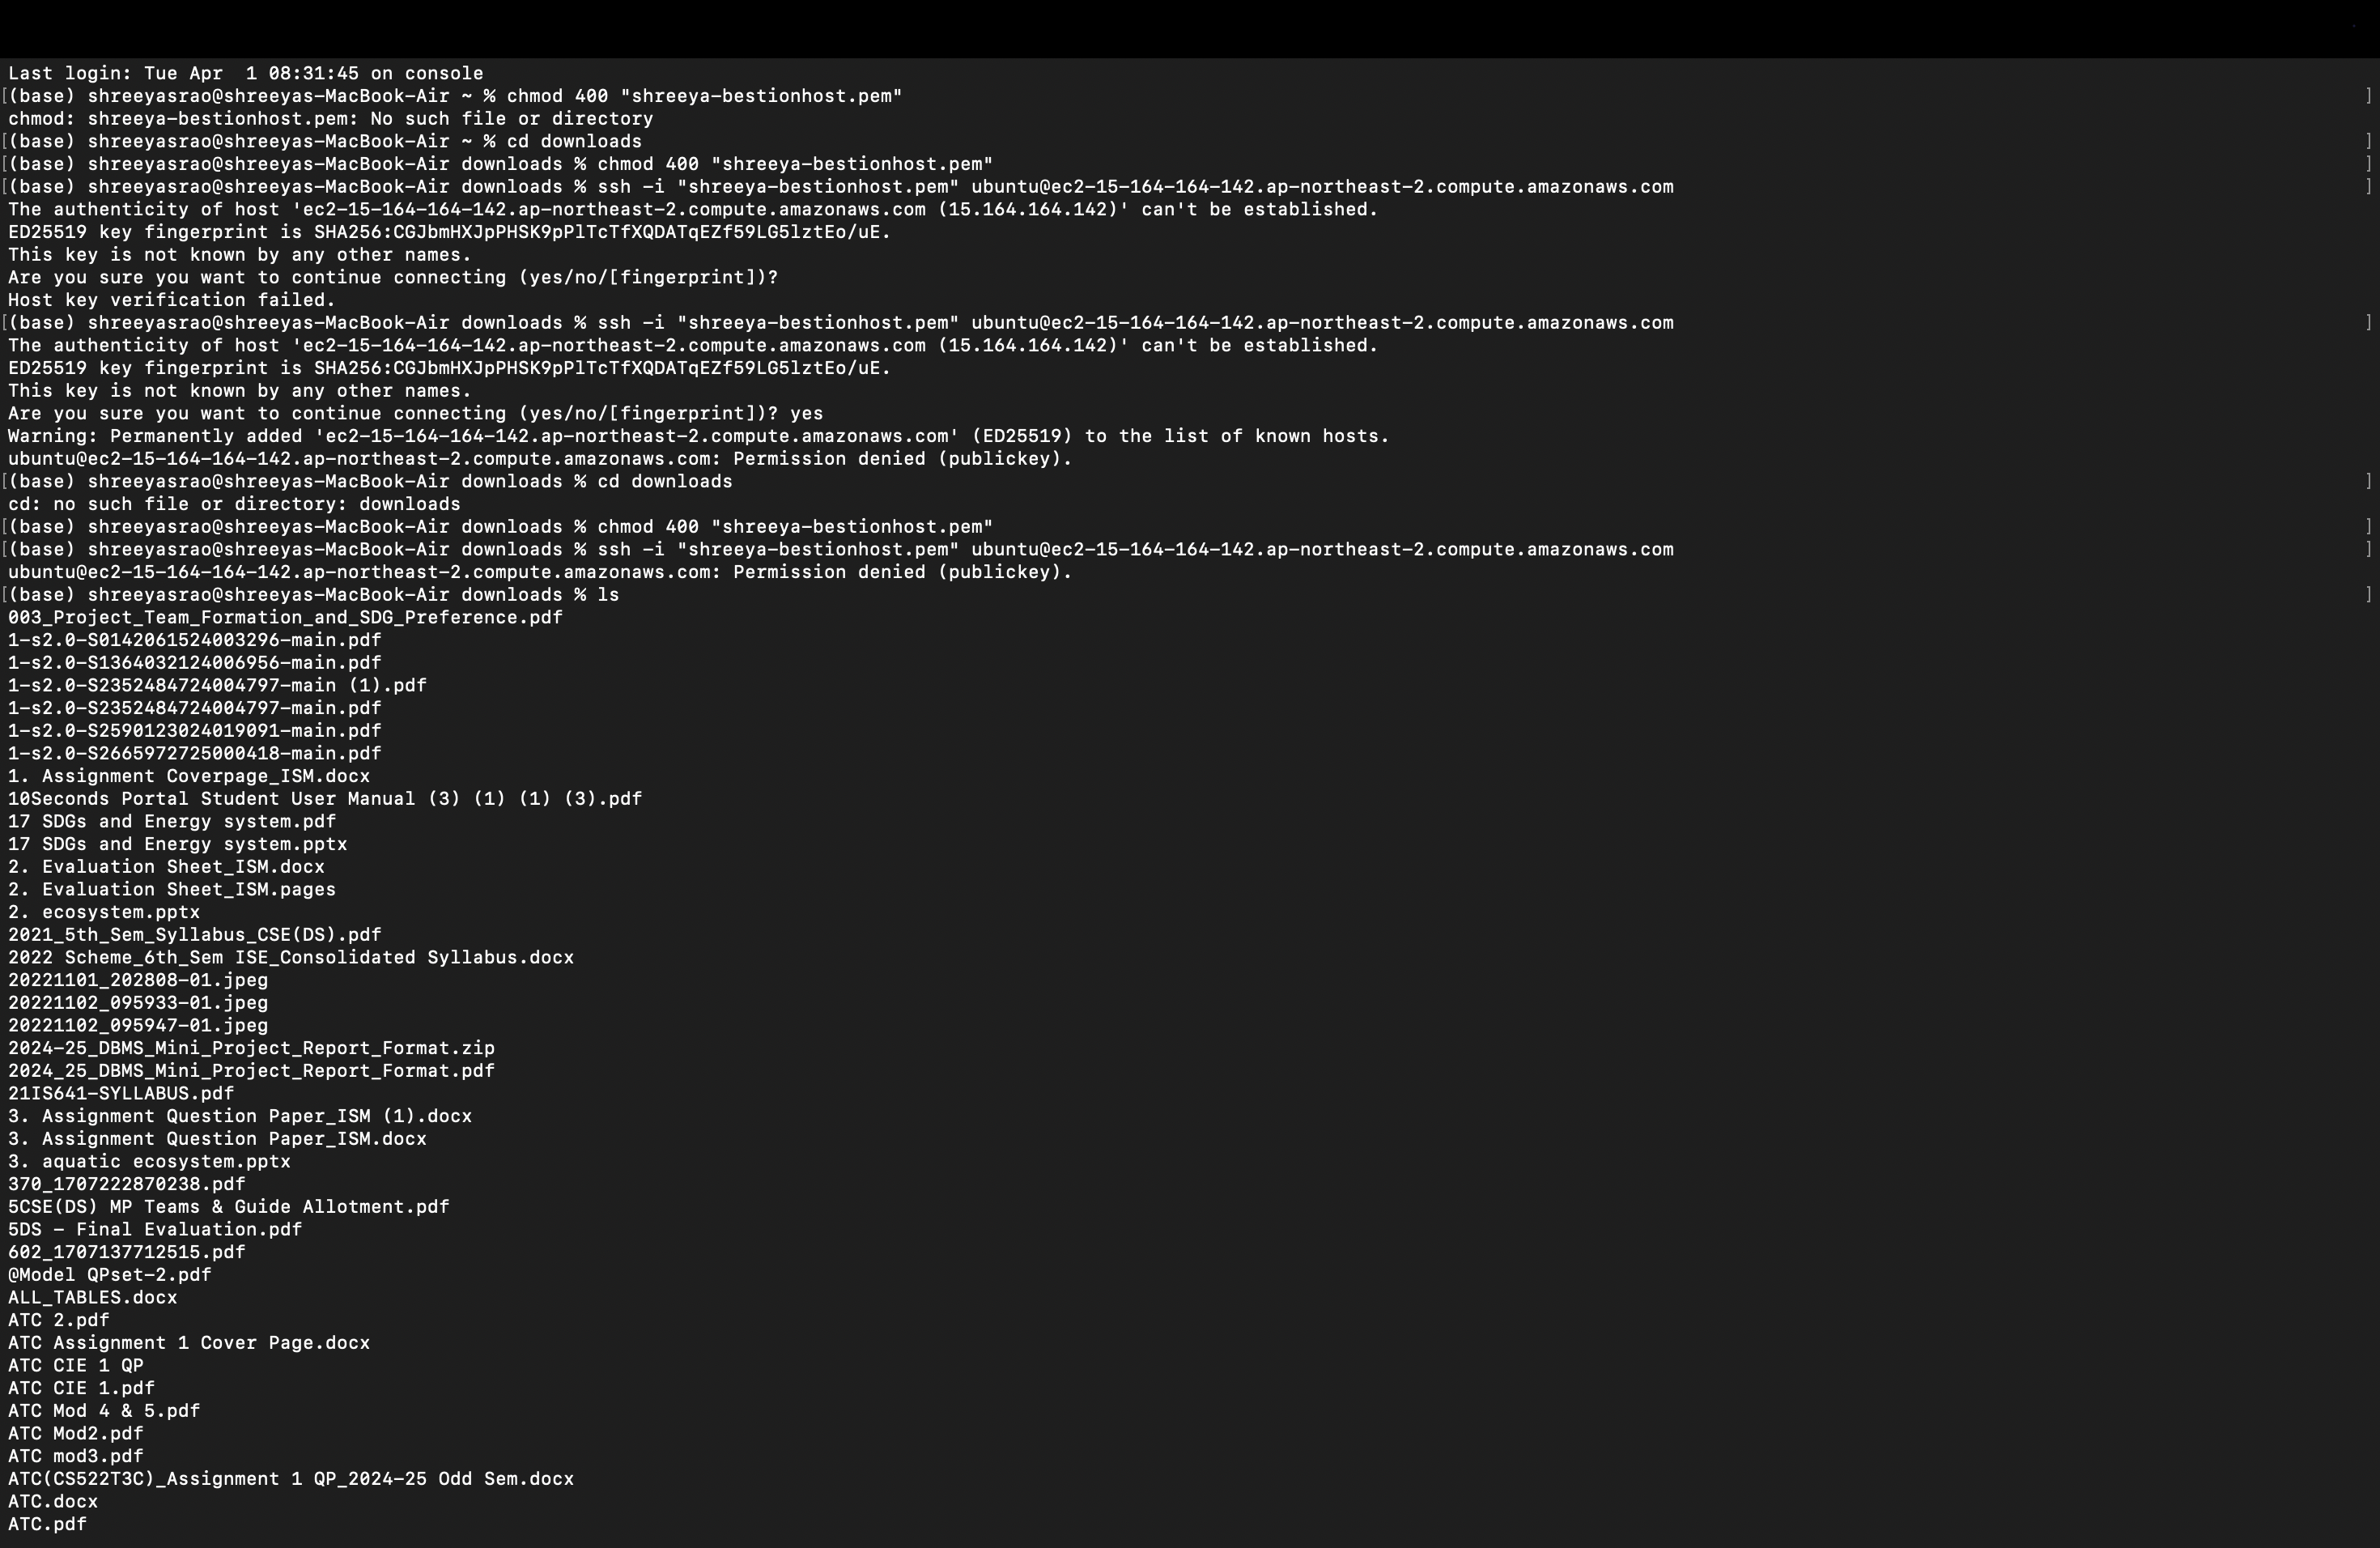 Last login: Tue Apr  1 08:31:45 on console
[(base) shreeyasrao@shreeyas-MacBook-Air ~ % chmod 400 "shreeya-bestionhost.pem" ]
chmod: shreeya-bestionhost.pem: No such file or directory
[(base) shreeyasrao@shreeyas-MacBook-Air ~ % cd downloads ]
[(base) shreeyasrao@shreeyas-MacBook-Air downloads % chmod 400 "shreeya-bestionhost.pem" ]
[(base) shreeyasrao@shreeyas-MacBook-Air downloads % ssh -i "shreeya-bestionhost.pem" ubuntu@ec2-15-164-164-142.ap-northeast-2.compute.amazonaws.com ]
The authenticity of host 'ec2-15-164-164-142.ap-northeast-2.compute.amazonaws.com (15.164.164.142)' can't be established.
ED25519 key fingerprint is SHA256:CGJbmHXJpPHSK9pPlTcTfXQDATqEZf59LG5lztEo/uE.
This key is not known by any other names.
Are you sure you want to continue connecting (yes/no/[fingerprint])?
Host key verification failed.
[(base) shreeyasrao@shreeyas-MacBook-Air downloads % ssh -i "shreeya-bestionhost.pem" ubuntu@ec2-15-164-164-142.ap-northeast-2.compute.amazonaws.com ]
The authenticity of host 'ec2-15-164-164-142.ap-northeast-2.compute.amazonaws.com (15.164.164.142)' can't be established.
ED25519 key fingerprint is SHA256:CGJbmHXJpPHSK9pPlTcTfXQDATqEZf59LG5lztEo/uE.
This key is not known by any other names.
Are you sure you want to continue connecting (yes/no/[fingerprint])? yes
Warning: Permanently added 'ec2-15-164-164-142.ap-northeast-2.compute.amazonaws.com' (ED25519) to the list of known hosts.
ubuntu@ec2-15-164-164-142.ap-northeast-2.compute.amazonaws.com: Permission denied (publickey).
[(base) shreeyasrao@shreeyas-MacBook-Air downloads % cd downloads ]
cd: no such file or directory: downloads
[(base) shreeyasrao@shreeyas-MacBook-Air downloads % chmod 400 "shreeya-bestionhost.pem" ]
[(base) shreeyasrao@shreeyas-MacBook-Air downloads % ssh -i "shreeya-bestionhost.pem" ubuntu@ec2-15-164-164-142.ap-northeast-2.compute.amazonaws.com ]
ubuntu@ec2-15-164-164-142.ap-northeast-2.compute.amazonaws.com: Permission denied (publickey).
[(base) shreeyasrao@shreeyas-MacBook-Air downloads % ls ]
003_Project_Team_Formation_and_SDG_Preference.pdf
1-s2.0-S0142061524003296-main.pdf
1-s2.0-S1364032124006956-main.pdf
1-s2.0-S2352484724004797-main (1).pdf
1-s2.0-S2352484724004797-main.pdf
1-s2.0-S2590123024019091-main.pdf
1-s2.0-S2665972725000418-main.pdf
1. Assignment Coverpage_ISM.docx
10Seconds Portal Student User Manual (3) (1) (1) (3).pdf
17 SDGs and Energy system.pdf
17 SDGs and Energy system.pptx
2. Evaluation Sheet_ISM.docx
2. Evaluation Sheet_ISM.pages
2. ecosystem.pptx
2021_5th_Sem_Syllabus_CSE(DS).pdf
2022 Scheme_6th_Sem ISE_Consolidated Syllabus.docx
20221101_202808-01.jpeg
20221102_095933-01.jpeg
20221102_095947-01.jpeg
2024-25_DBMS_Mini_Project_Report_Format.zip
2024_25_DBMS_Mini_Project_Report_Format.pdf
21IS641-SYLLABUS.pdf
3. Assignment Question Paper_ISM (1).docx
3. Assignment Question Paper_ISM.docx
3. aquatic ecosystem.pptx
370_1707222870238.pdf
5CSE(DS) MP Teams & Guide Allotment.pdf
5DS - Final Evaluation.pdf
602_1707137712515.pdf
@Model QPset-2.pdf
ALL_TABLES.docx
ATC 2.pdf
ATC Assignment 1 Cover Page.docx
ATC CIE 1 QP
ATC CIE 1.pdf
ATC Mod 4 & 5.pdf
ATC Mod2.pdf
ATC mod3.pdf
ATC(CS522T3C)_Assignment 1 QP_2024-25 Odd Sem.docx
ATC.docx
ATC.pdf